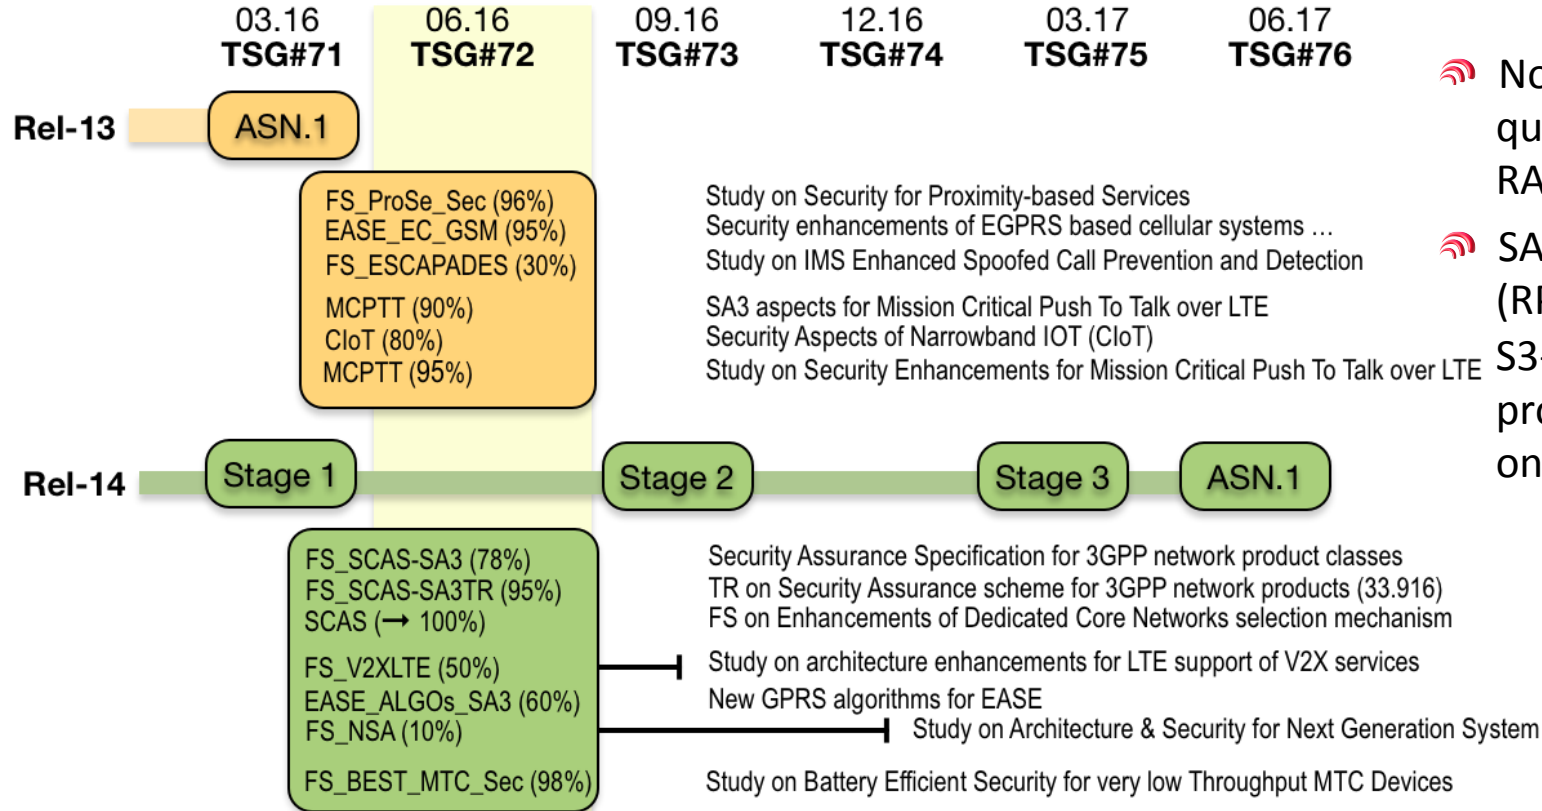 03.16 06.16 09.16 12.16 03.17 06.17
TSG#71 TSG#72 TSG#73 TSG#74 TSG#75 TSG#76
Rel-13 ASN.1
FS_ProSe_Sec (96%) Study on Security for Proximity-based Services
EASE_EC_GSM (95%) Security enhancements of EGPRS based cellular systems …
FS_ESCAPADES (30%) Study on IMS Enhanced Spoofed Call Prevention and Detection
MCPTT (90%) SA3 aspects for Mission Critical Push To Talk over LTE
CIoT (80%) Security Aspects of Narrowband IOT (CIoT)
MCPTT (95%) Study on Security Enhancements for Mission Critical Push To Talk over LTE
Rel-14 Stage 1 Stage 2 Stage 3 ASN.1
FS_SCAS-SA3 (78%) Security Assurance Specification for 3GPP network product classes
FS_SCAS-SA3TR (95%) TR on Security Assurance scheme for 3GPP network products (33.916)
SCAS (→ 100%) FS on Enhancements of Dedicated Core Networks selection mechanism
FS_V2XLTE (50%) Study on architecture enhancements for LTE support of V2X services
EASE_ALGOs_SA3 (60%) New GPRS algorithms for EASE
FS_NSA (10%) Study on Architecture & Security for Next Generation System
FS_BEST_MTC_Sec (98%) Study on Battery Efficient Security for very low Throughput MTC Devices
No
qu
RA
SA
(RP
S3-
pro
on